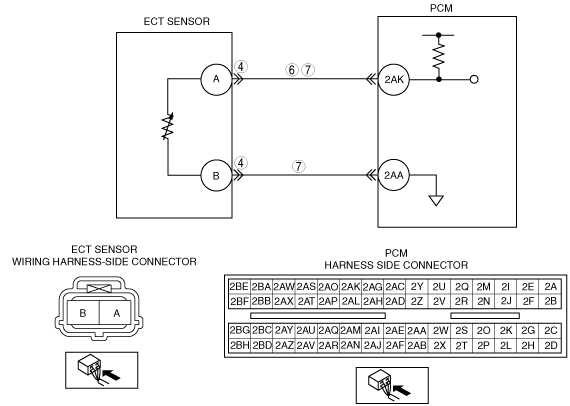 PCM
ECT SENSOR
A
4
6 7
2AK
B
4
7
2AA
ECT SENSOR
WIRING HARNESS-SIDE CONNECTOR
B A
PCM
HARNESS SIDE CONNECTOR
2BE 2BA 2AW 2AS 2AO 2AK 2AG 2AC 2Y 2U 2Q 2M 2I 2E 2A
2BF 2BB 2AX 2AT 2AP 2AL 2AH 2AD 2Z 2V 2R 2N 2J 2F 2B
2BG 2BC 2AY 2AU 2AQ 2AM 2AI 2AE 2AA 2W 2S 2O 2K 2G 2C
2BH 2BD 2AZ 2AV 2AR 2AN 2AJ 2AF 2AB 2X 2T 2P 2L 2H 2D